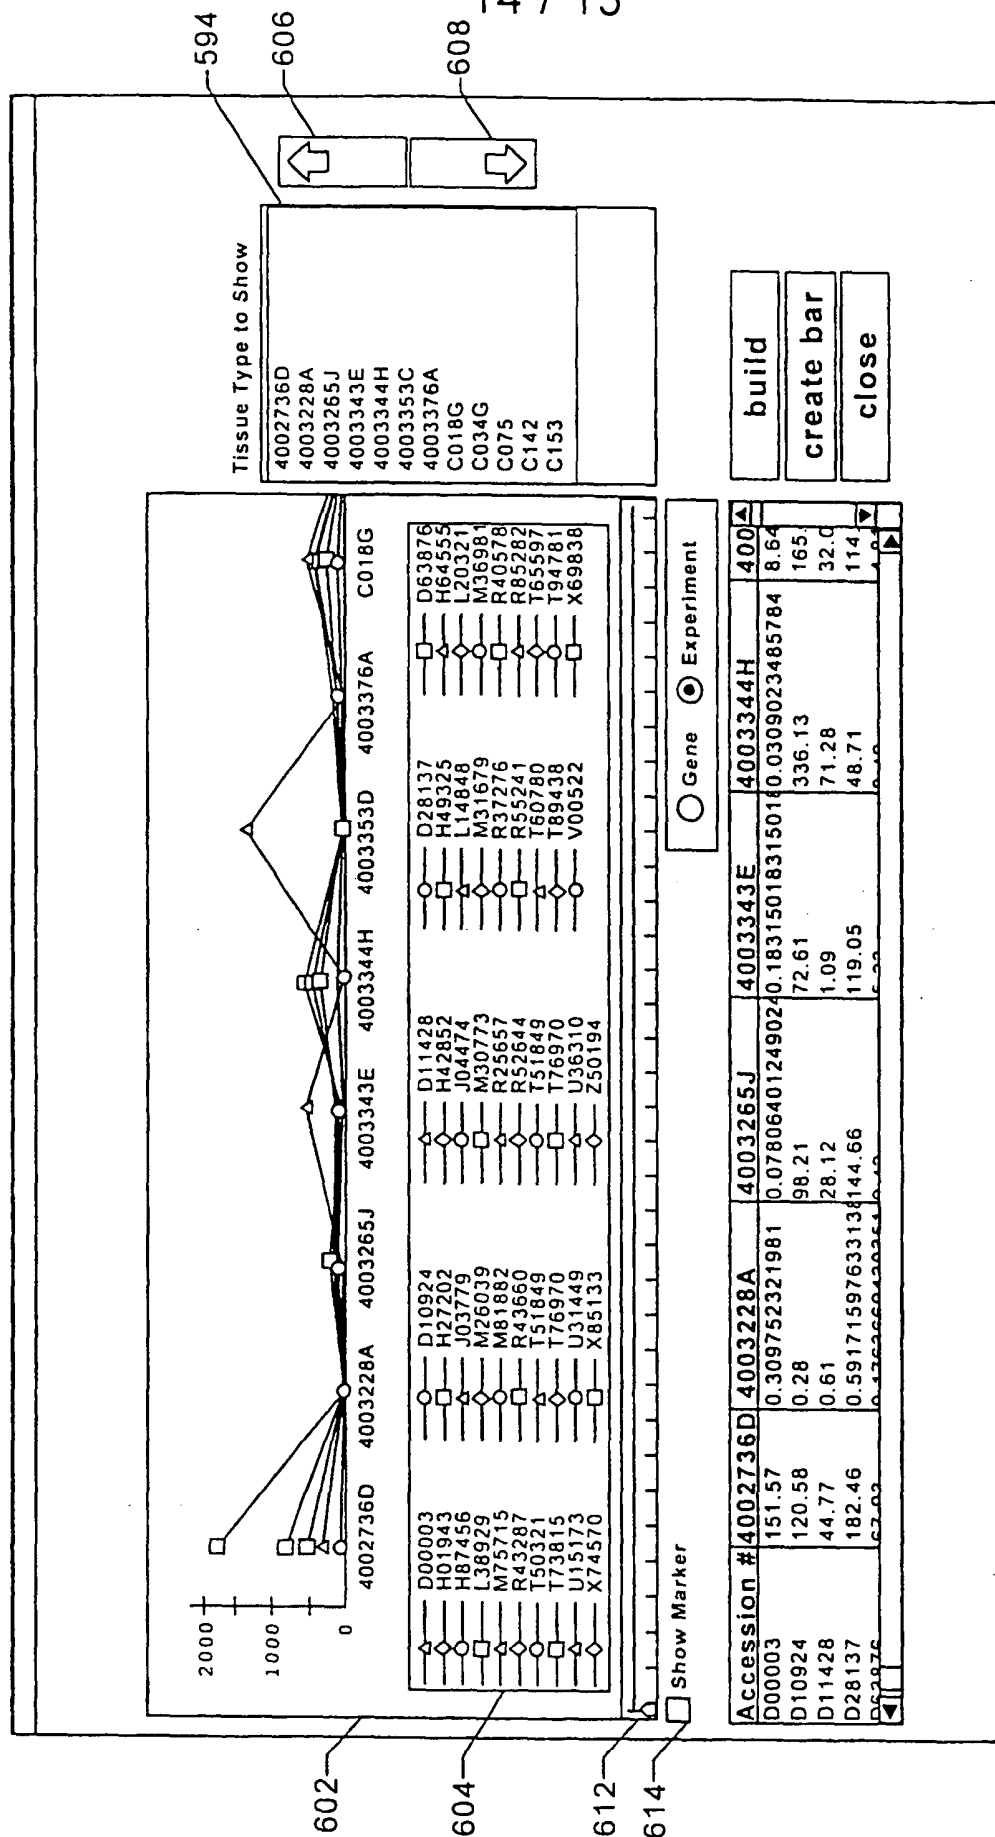 14 / 15
594
606
608
602
604
612
614
Tissue Type to Show
4002736D
4003228A
4003265J
4003343E
4003344H
4003353C
4003376A
C018G
C034G
C075
C142
C153
2000
1000
0
4002736D 4003228A 4003265J 4003343E 4003344H 4003353D 4003376A C018G
D00003 D10924 D11428 D28137 D63876
H01943 H27202 H42852 H49325 H64555
H87456 J03779 J04474 L14848 L20321
L38929 M26039 M30773 M31679 M36981
M75715 M81882 R25657 R37276 R40578
R43287 R43660 R52644 R55241 R85282
T50321 T51849 T51849 T60780 T65597
T73815 T76970 T76970 T89438 T94781
U15173 U31449 U36310 V00522 X69838
X74570 X85133 Z50194
Show Marker
Gene Experiment
build
create bar
close
Accession # 4002736D 4003228A 4003265J 4003343E 4003344H 400
D00003 151.57 0.309752321981 0.0780640124902 40.183150183150183 0.03090234857 84 8.64
D10924 120.58 0.28 98.21 72.61 336.13 165.
D11428 44.77 0.61 28.12 1.09 71.28 32.0
D28137 182.46 0.591715976331 38 144.66 119.05 48.71 114.
D63876